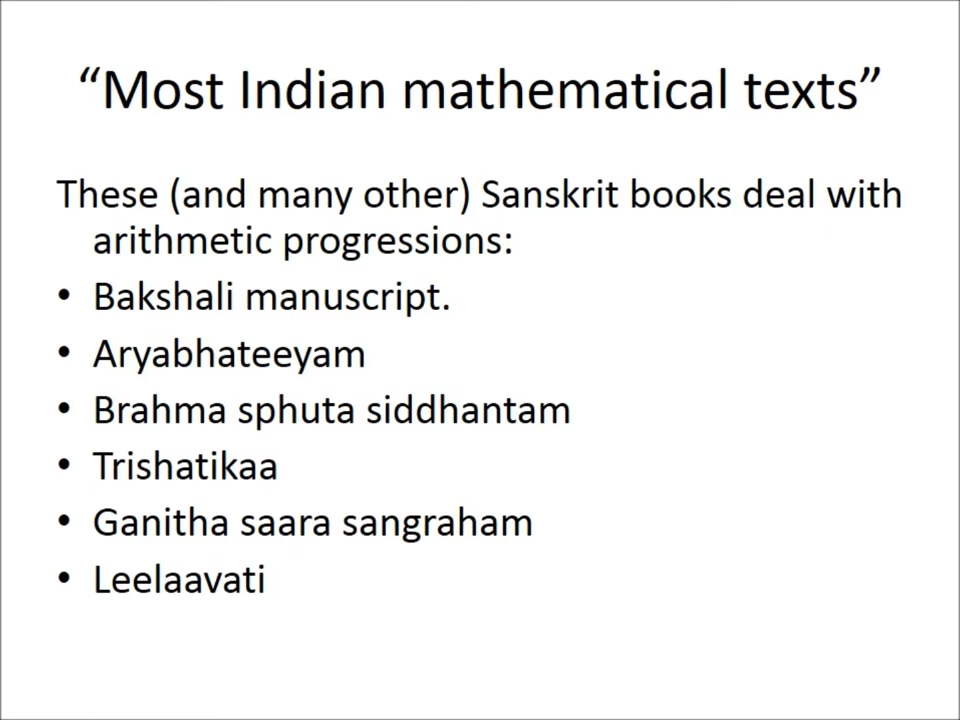 “Most Indian mathematical texts”
These (and many other) Sanskrit books deal with
arithmetic progressions:
• Bakshali manuscript.
• Aryabhateeyam
• Brahma sphuta siddhantam
• Trishatikaa
• Ganitha saara sangraham
• Leelaavati